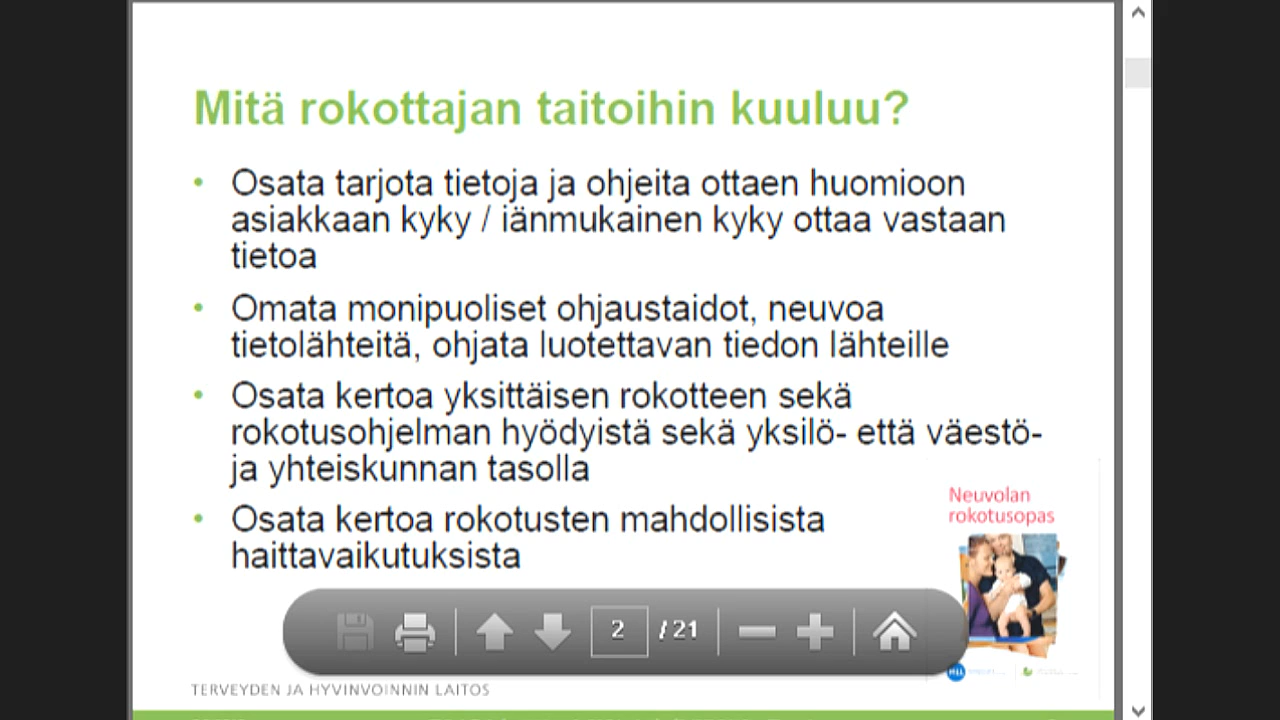 Mitä rokottajan taitoihin kuuluu?
• Osata tarjota tietoja ja ohjeita ottaen huomioon
asiakkaan kyky / iänmukainen kyky ottaa vastaan
tietoa
• Omata monipuoliset ohjaustaidot, neuvoa
tietolähteitä, ohjata luotettavan tiedon lähteille
• Osata kertoa yksittäisen rokotteen sekä
rokotusohjelman hyödyistä sekä yksilö- että väestö-
ja yhteiskunnan tasolla
• Osata kertoa rokotusten mahdollisista
haittavaikutuksista
Neuvolan
rokotusopas
2 / 21
TERVEYDEN JA HYVINVOINNIN LAITOS